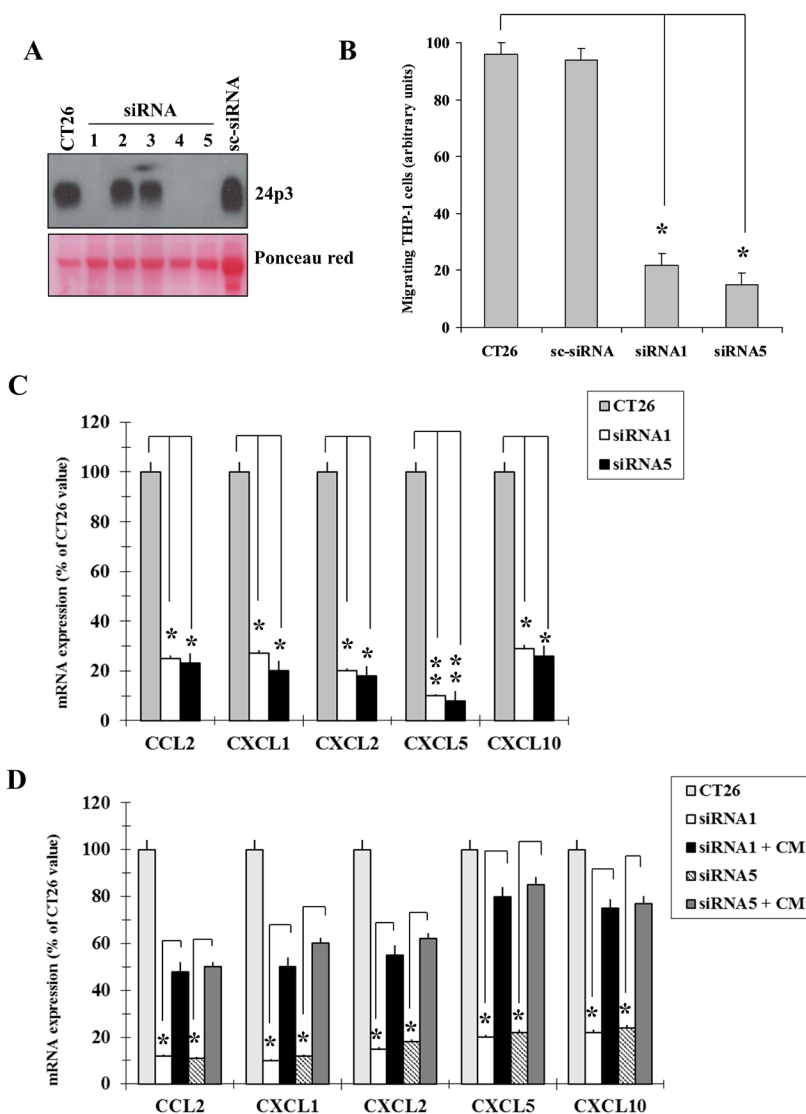 A
siRNA
CT26
1 2 3 4 5
sc-siRNA
24p3
Ponceau red
B
Migrating THP-1 cells (arbitrary units)
100
80
60
40
20
0
* *
CT26 sc-siRNA siRNA1 siRNA5
C
mRNA expression (% of CT26 value)
120
100
80
60
40
20
0
* * * * * * ** ** * *
CCL2 CXCL1 CXCL2 CXCL5 CXCL10
CT26
siRNA1
siRNA5
D
mRNA expression (% of CT26 value)
120
100
80
60
40
20
0
* * * * * * * * * *
CCL2 CXCL1 CXCL2 CXCL5 CXCL10
CT26
siRNA1
siRNA1 + CM
siRNA5
siRNA5 + CM